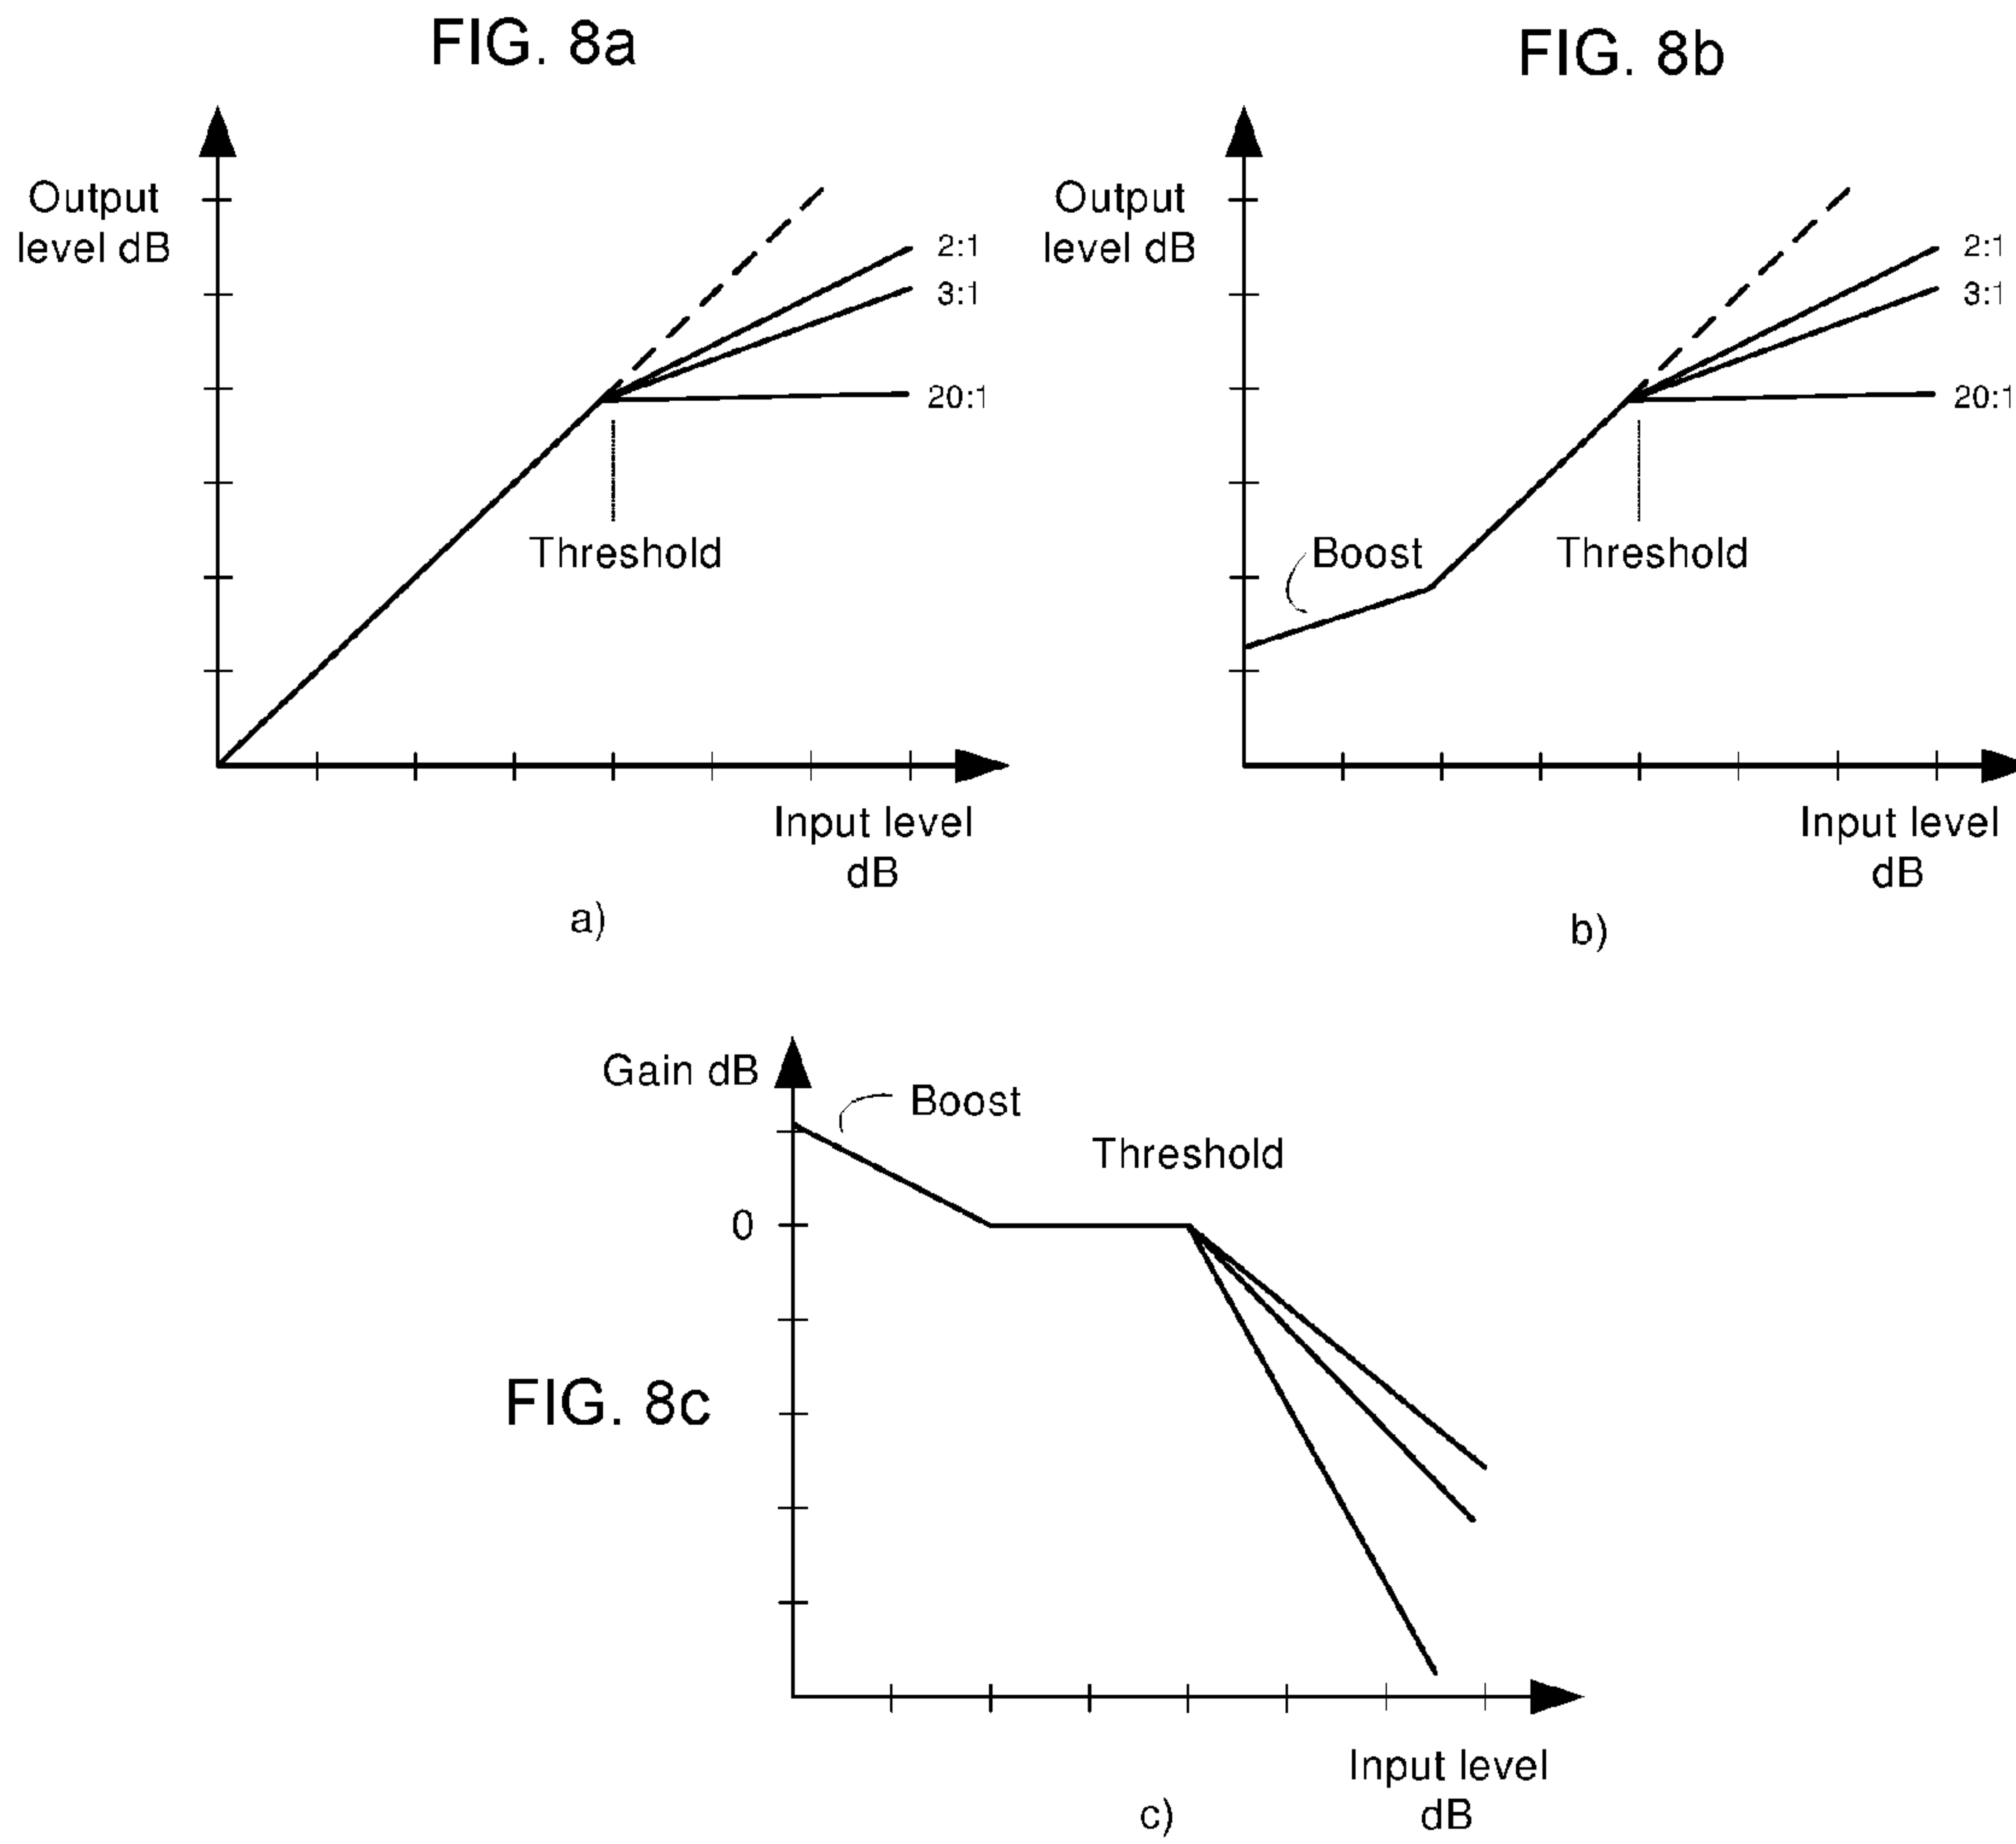 FIG. 8a
Output
level dB
2:1
3:1
20:1
Threshold
Input level
dB
a)
FIG. 8b
Output
level dB
2:1
3:1
20:1
Boost
Threshold
Input level
dB
b)
Gain dB
Boost
Threshold
0
FIG. 8c
Input level
dB
c)